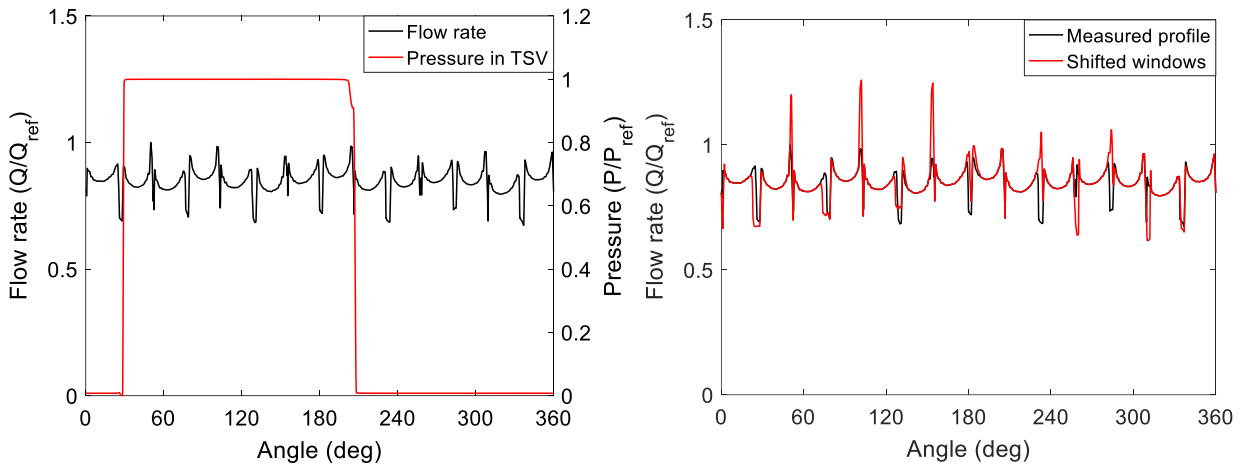 1.5
1
0.5
0
Flow rate (Q/Q_ref)
Flow rate
Pressure in TSV
1.2
1
0.8
0.6
0.4
0.2
0
Pressure (P/P_ref)
0 60 120 180 240 300 360
Angle (deg)
1.5
1
0.5
0
Flow rate (Q/Q_ref)
Measured profile
Shifted windows
0 60 120 180 240 300 360
Angle (deg)